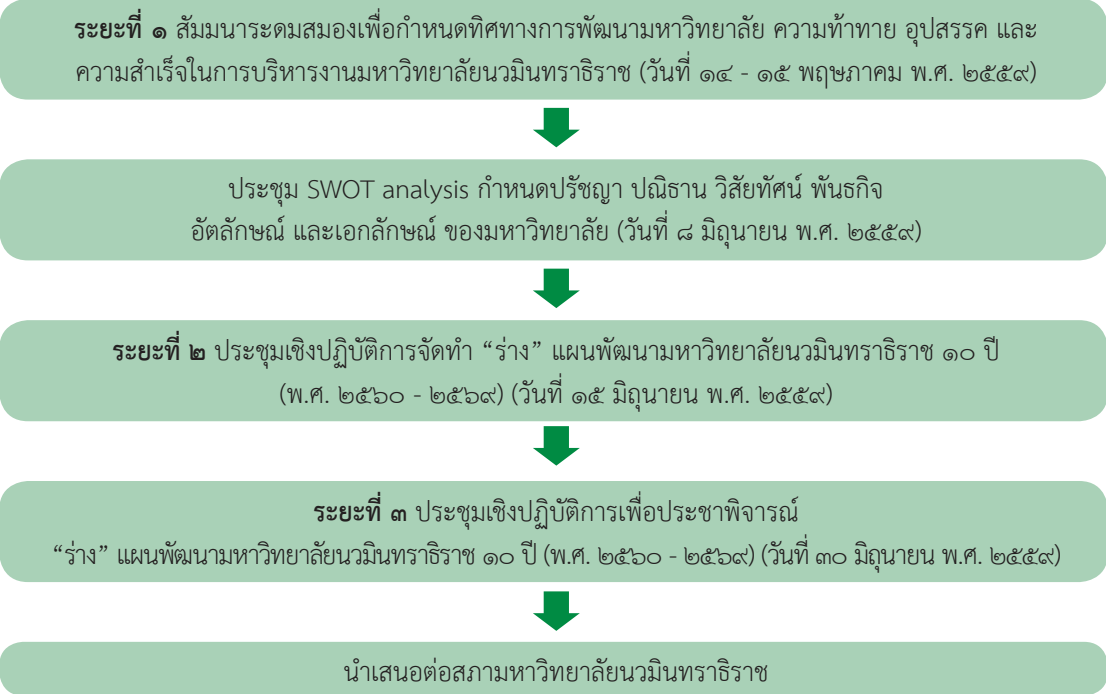 ระยะที่ ๑ สัมมนาระดมสมองเพื่อกำหนดทิศทางการพัฒนามหาวิทยาลัย ความท้าทาย อุปสรรค และ
ความสำเร็จในการบริหารงานมหาวิทยาลัยนวมินทราธิราช (วันที่ ๑๔ - ๑๕ พฤษภาคม พ.ศ. ๒๕๕๙)
ประชุม SWOT analysis กำหนดปรัชญา ปณิธาน วิสัยทัศน์ พันธกิจ
อัตลักษณ์ และเอกลักษณ์ ของมหาวิทยาลัย (วันที่ ๘ มิถุนายน พ.ศ. ๒๕๕๙)
ระยะที่ ๒ ประชุมเชิงปฏิบัติการจัดทำ “ร่าง” แผนพัฒนามหาวิทยาลัยนวมินทราธิราช ๑๐ ปี
(พ.ศ. ๒๕๖๐ - ๒๕๖๙) (วันที่ ๑๕ มิถุนายน พ.ศ. ๒๕๕๙)
ระยะที่ ๓ ประชุมเชิงปฏิบัติการเพื่อประชาพิจารณ์
“ร่าง” แผนพัฒนามหาวิทยาลัยนวมินทราธิราช ๑๐ ปี (พ.ศ. ๒๕๖๐ - ๒๕๖๙) (วันที่ ๓๐ มิถุนายน พ.ศ. ๒๕๕๙)
นำเสนอต่อสภามหาวิทยาลัยนวมินทราธิราช